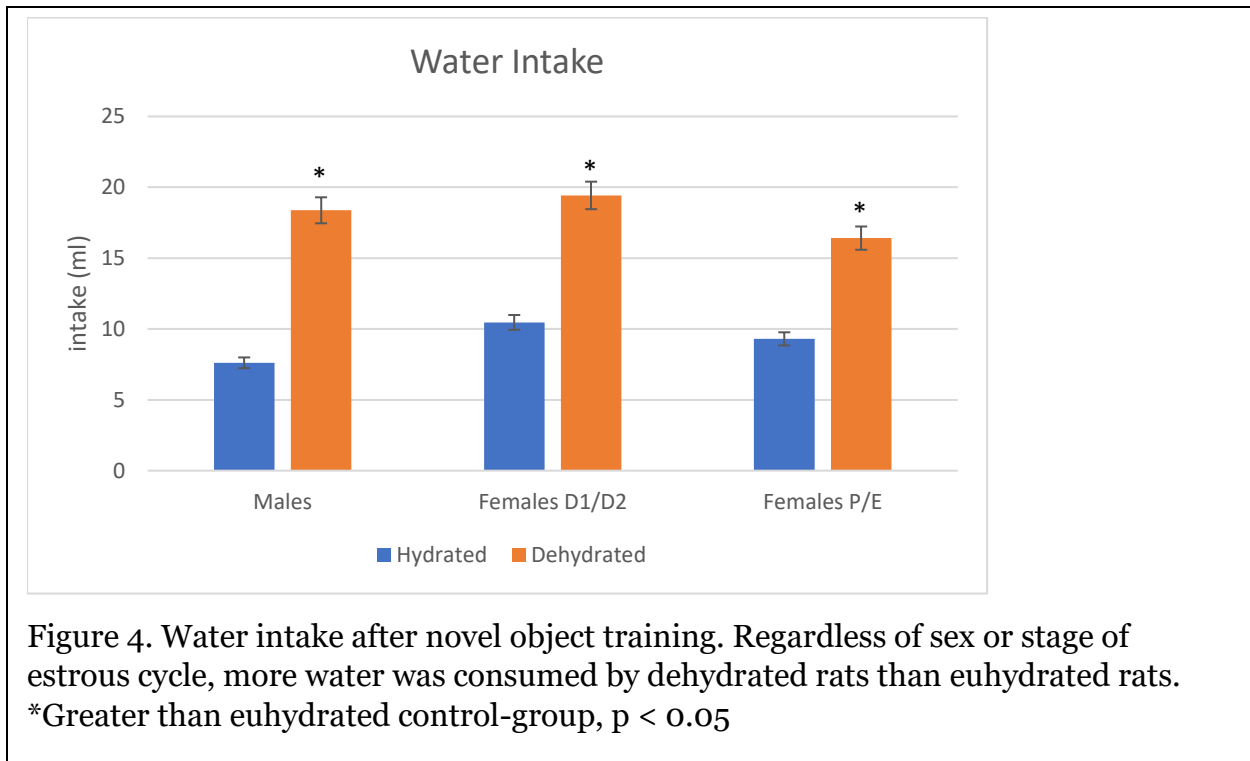 Water Intake
25
20
15
10
5
0
intake (ml)
*
*
*
Males
Females D1/D2
Females P/E
Hydrated
Dehydrated
Figure 4. Water intake after novel object training. Regardless of sex or stage of
estrous cycle, more water was consumed by dehydrated rats than euhydrated rats.
*Greater than euhydrated control-group, p < 0.05